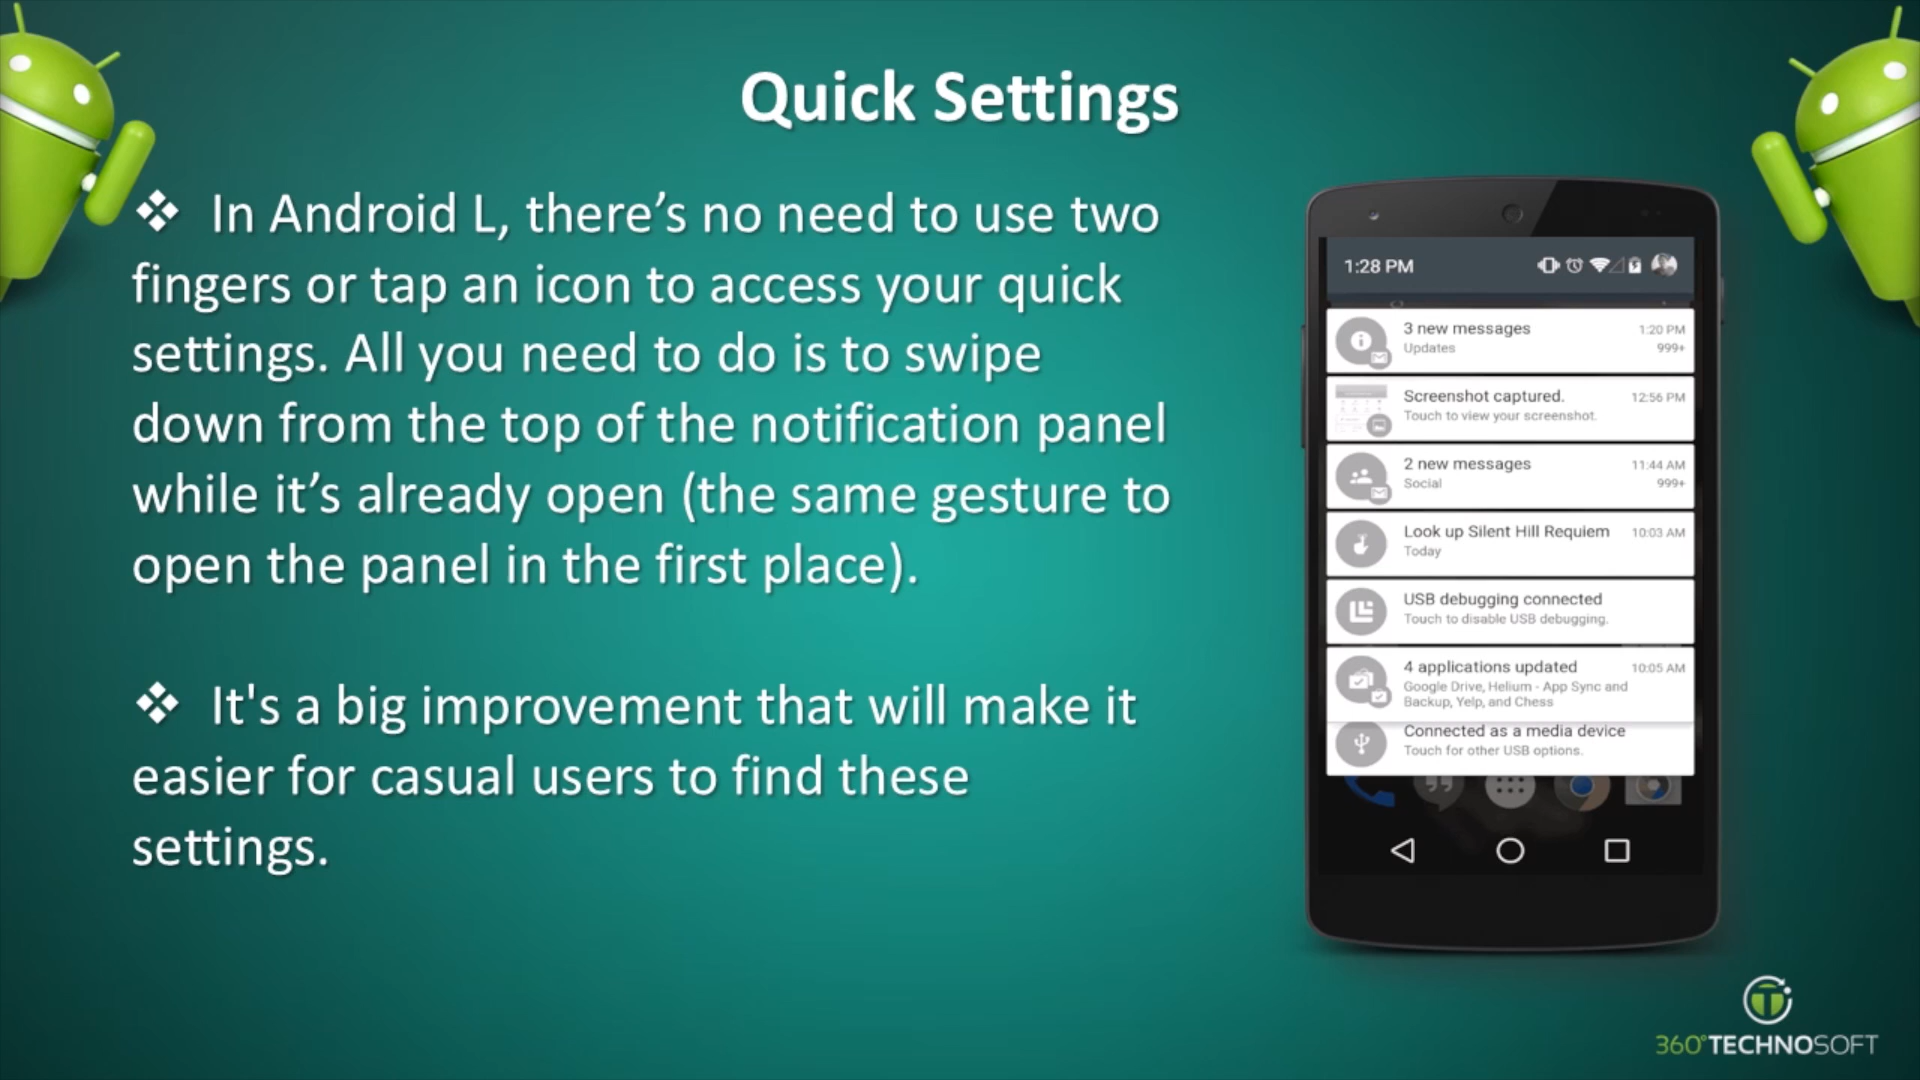 Quick Settings
❖ In Android L, there’s no need to use two
fingers or tap an icon to access your quick
settings. All you need to do is to swipe
down from the top of the notification panel
while it’s already open (the same gesture to
open the panel in the first place).
❖ It's a big improvement that will make it
easier for casual users to find these
settings.
1:28 PM
3 new messages 1:20 PM
Updates 999+
Screenshot captured. 12:56 PM
Touch to view your screenshot.
2 new messages 11:44 AM
Social 999+
Look up Silent Hill Requiem 10:03 AM
Today
USB debugging connected
Touch to disable USB debugging.
4 applications updated 10:05 AM
Google Drive, Helium - App Sync and
Backup, Yelp, and Chess
Connected as a media device
Touch for other USB options.
360°TECHNOSOFT